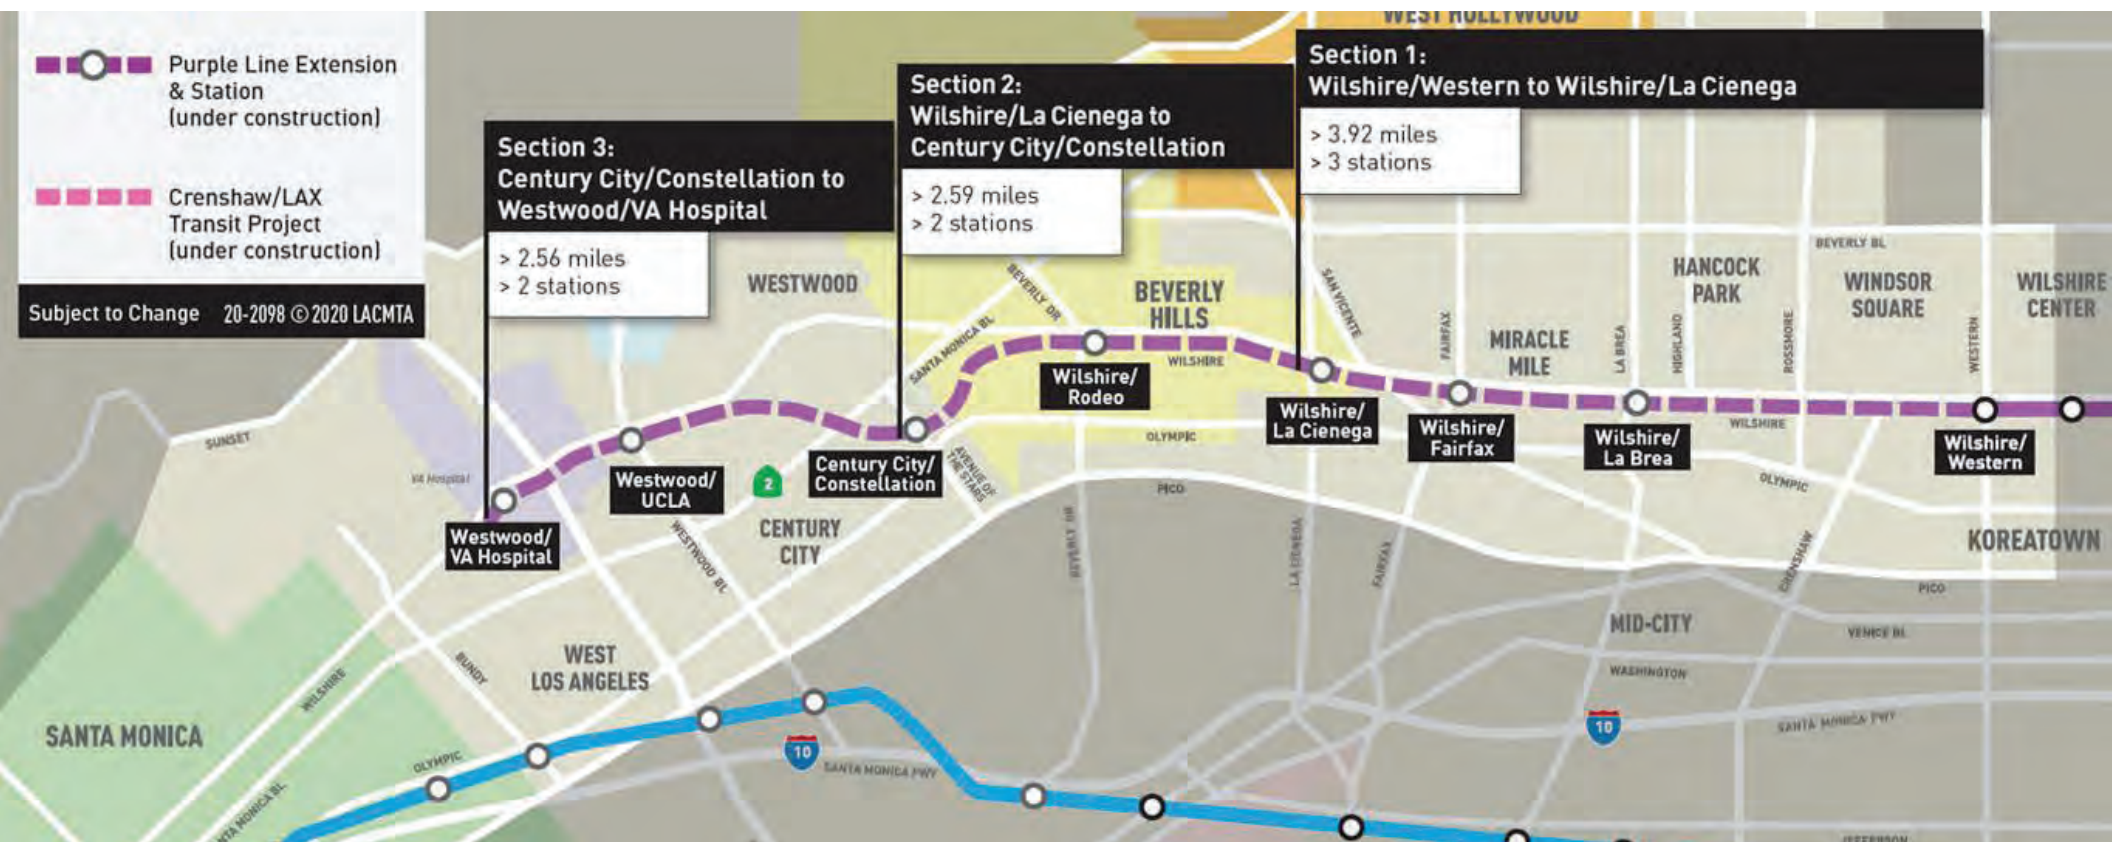 Purple Line Extension
& Station
(under construction)
Crenshaw/LAX
Transit Project
(under construction)
Subject to Change 20-2098 © 2020 LACMTA
Section 3:
Century City/Constellation to
Westwood/VA Hospital
> 2.56 miles
> 2 stations
Section 2:
Wilshire/La Cienega to
Century City/Constellation
> 2.59 miles
> 2 stations
WEST HOLLYWOOD
Section 1:
Wilshire/Western to Wilshire/La Cienega
> 3.92 miles
> 3 stations
BEVERLY BL
WESTWOOD
BEVERLY DR
BEVERLY
HILLS
SAN VICENTE
HANCOCK
PARK
WINDSOR
SQUARE
WILSHIRE
CENTER
SANTA MONICA BL
FAIRFAX
MIRACLE
MILE
LA BREA
HIGHLAND
ROSSMORE
WESTERN
WILSHIRE
Wilshire/
Rodeo
Wilshire/
La Cienega
Wilshire/
Fairfax
Wilshire/
La Brea
WILSHIRE
Wilshire/
Western
SUNSET
VA Hospital
Westwood/
UCLA
2
Century City/
Constellation
AVENUE OF
THE STARS
OLYMPIC
PICO
OLYMPIC
Westwood/
VA Hospital
WESTWOOD BL
CENTURY
CITY
BEVERLY DR
LA CIENEGA
FAIRFAX
CRENSHAW
KOREATOWN
PICO
MID-CITY
VENICE BL
WASHINGTON
BUNDY
WEST
LOS ANGELES
WILSHIRE
SANTA MONICA
OLYMPIC
10
SANTA MONICA FWY
10
SANTA MONICA FWY
NTA MONICA BL
JEFFERSON